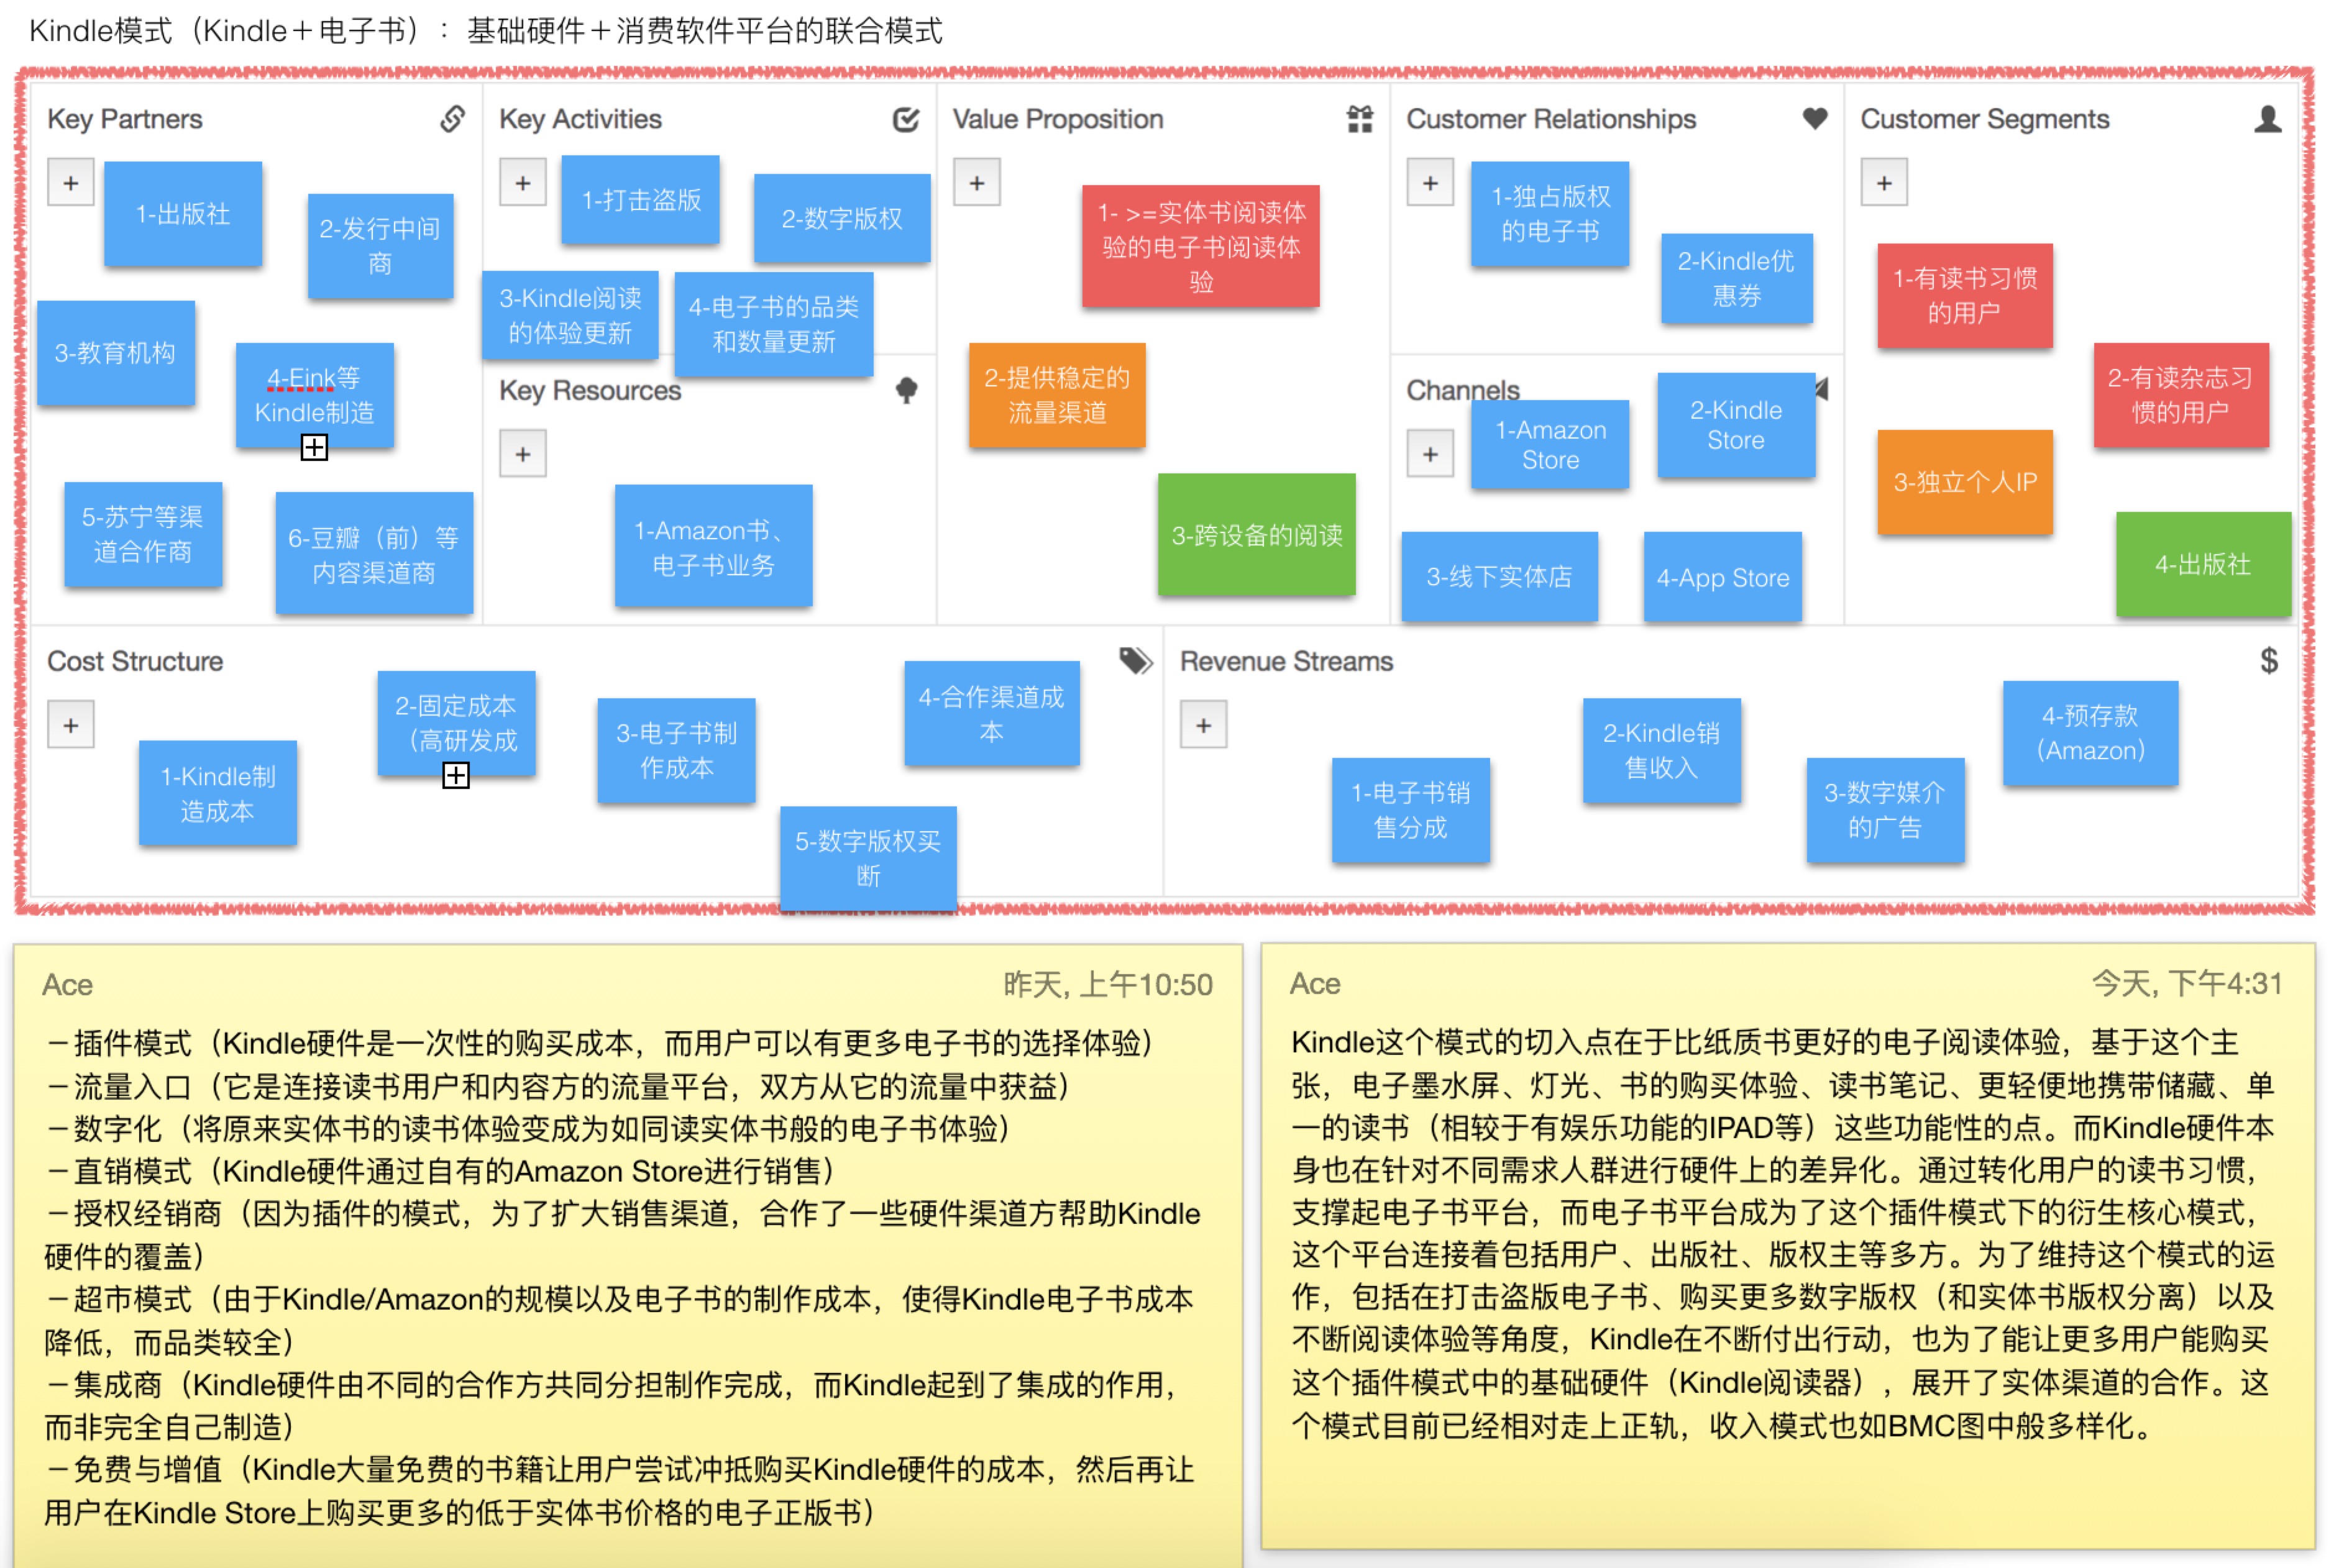 Kindle模式（Kindle＋电子书）：基础硬件＋消费软件平台的联合模式
Key Partners
1-出版社
2-发行中间
商
3-教育机构
4-Eink等
Kindle制造
5-苏宁等渠
道合作商
6-豆瓣（前）等
内容渠道商
Key Activities
1-打击盗版
2-数字版权
3-Kindle阅读
的体验更新
4-电子书的品类
和数量更新
Key Resources
1-Amazon书、
电子书业务
Value Proposition
1- >=实体书阅读体
验的电子书阅读体
验
2-提供稳定的
流量渠道
3-跨设备的阅读
Customer Relationships
1-独占版权
的电子书
2-Kindle优
惠券
Channels
1-Amazon
Store
2-Kindle
Store
3-线下实体店
4-App Store
Customer Segments
1-有读书习惯
的用户
2-有读杂志习
惯的用户
3-独立个人IP
4-出版社
Cost Structure
1-Kindle制
造成本
2-固定成本
（高研发成
3-电子书制
作成本
4-合作渠道成
本
5-数字版权买
断
Revenue Streams
$
1-电子书销
售分成
2-Kindle销
售收入
3-数字媒介
的广告
4-预存款
（Amazon）
Ace
昨天, 上午10:50
－插件模式（Kindle硬件是一次性的购买成本，而用户可以有更多电子书的选择体验）
－流量入口（它是连接读书用户和内容方的流量平台，双方从它的流量中获益）
－数字化（将原来实体书的读书体验变成为如同读实体书般的电子书体验）
－直销模式（Kindle硬件通过自有的Amazon Store进行销售）
－授权经销商（因为插件的模式，为了扩大销售渠道，合作了一些硬件渠道方帮助Kindle
硬件的覆盖）
－超市模式（由于Kindle/Amazon的规模以及电子书的制作成本，使得Kindle电子书成本
降低，而品类较全）
－集成商（Kindle硬件由不同的合作方共同分担制作完成，而Kindle起到了集成的作用，
而非完全自己制造）
－免费与增值（Kindle大量免费的书籍让用户尝试冲抵购买Kindle硬件的成本，然后再让
用户在Kindle Store上购买更多的低于实体书价格的电子正版书）
Ace
今天, 下午4:31
Kindle这个模式的切入点在于比纸质书更好的电子阅读体验，基于这个主
张，电子墨水屏、灯光、书的购买体验、读书笔记、更轻便地携带储藏、单
一的读书（相较于有娱乐功能的IPAD等）这些功能性的点。而Kindle硬件本
身也在针对不同需求人群进行硬件上的差异化。通过转化用户的读书习惯，
支撑起电子书平台，而电子书平台成为了这个插件模式下的衍生核心模式，
这个平台连接着包括用户、出版社、版权主等多方。为了维持这个模式的运
作，包括在打击盗版电子书、购买更多数字版权（和实体书版权分离）以及
不断阅读体验等角度，Kindle在不断付出行动，也为了能让更多用户能购买
这个插件模式中的基础硬件（Kindle阅读器），展开了实体渠道的合作。这
个模式目前已经相对走上正轨，收入模式也如BMC图中般多样化。